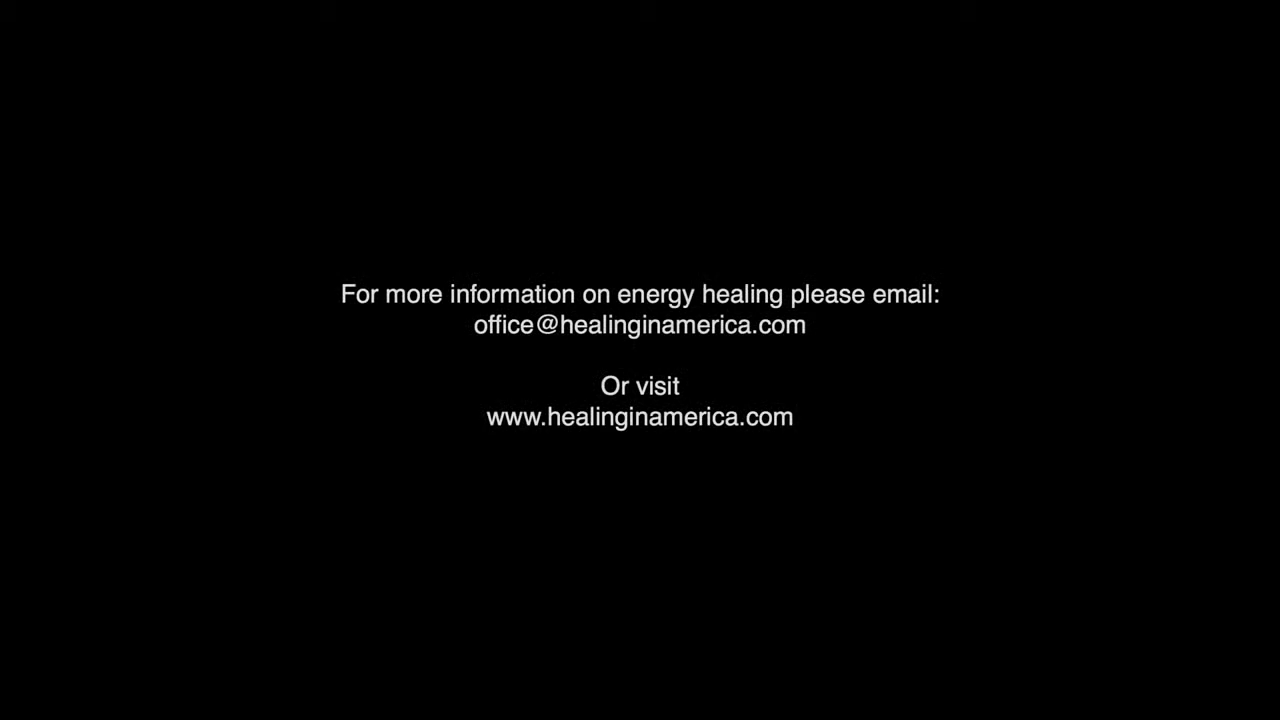 For more information on energy healing please email:
office@healinginamerica.com
Or visit
www.healinginamerica.com